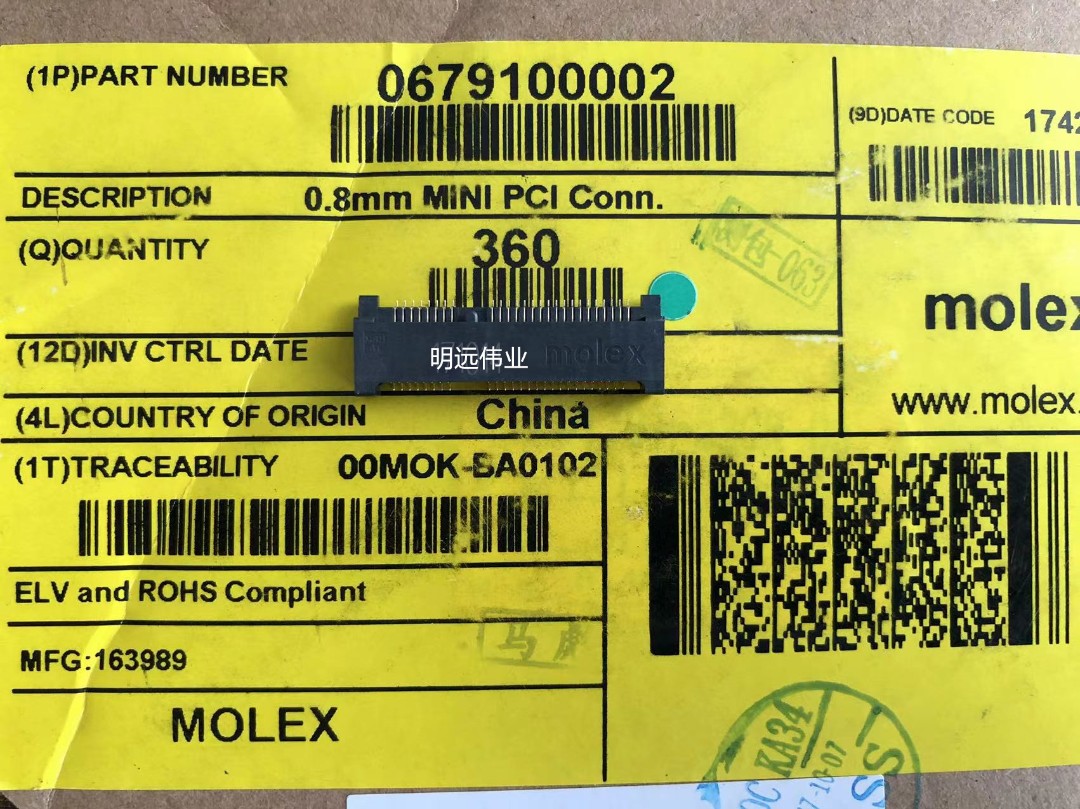 (1P)PART NUMBER 0679100002
(9D)DATE CODE 1742
DESCRIPTION 0.8mm MINI PCI Conn.
(Q)QUANTITY 360
063
molex
(12D)INV CTRL DATE
明远伟业
molex
(4L)COUNTRY OF ORIGIN China
www.molex.
(1T)TRACEABILITY 00MOK-BA0102
ELV and ROHS Compliant
MFG:163989
MOLEX
KA34